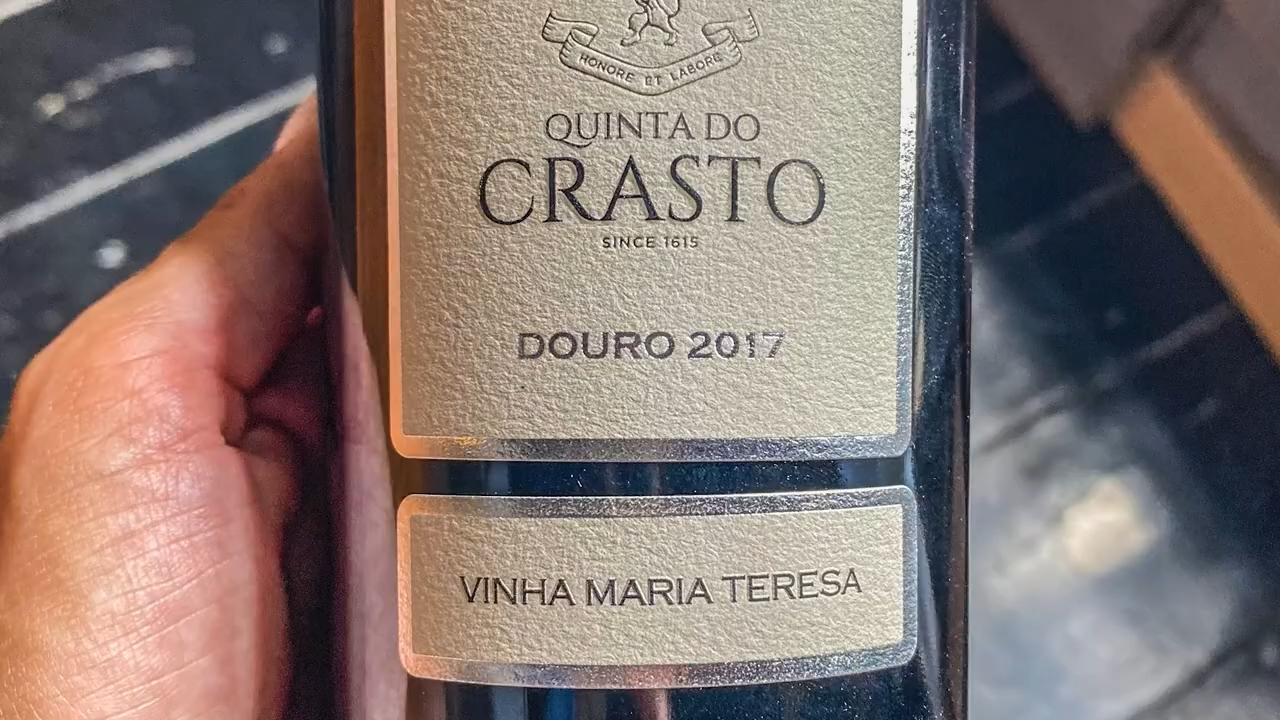 HONORE ET LABORE
QUINTA DO
CRASTO
SINCE 1615
DOURO 2017
VINHA MARIA TERESA